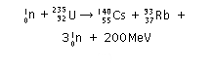 ¹₀n + ²³⁵₉₂U → ¹⁴⁰₅₅Cs + ⁹³₃₇Rb +
3¹₀n + 200MeV